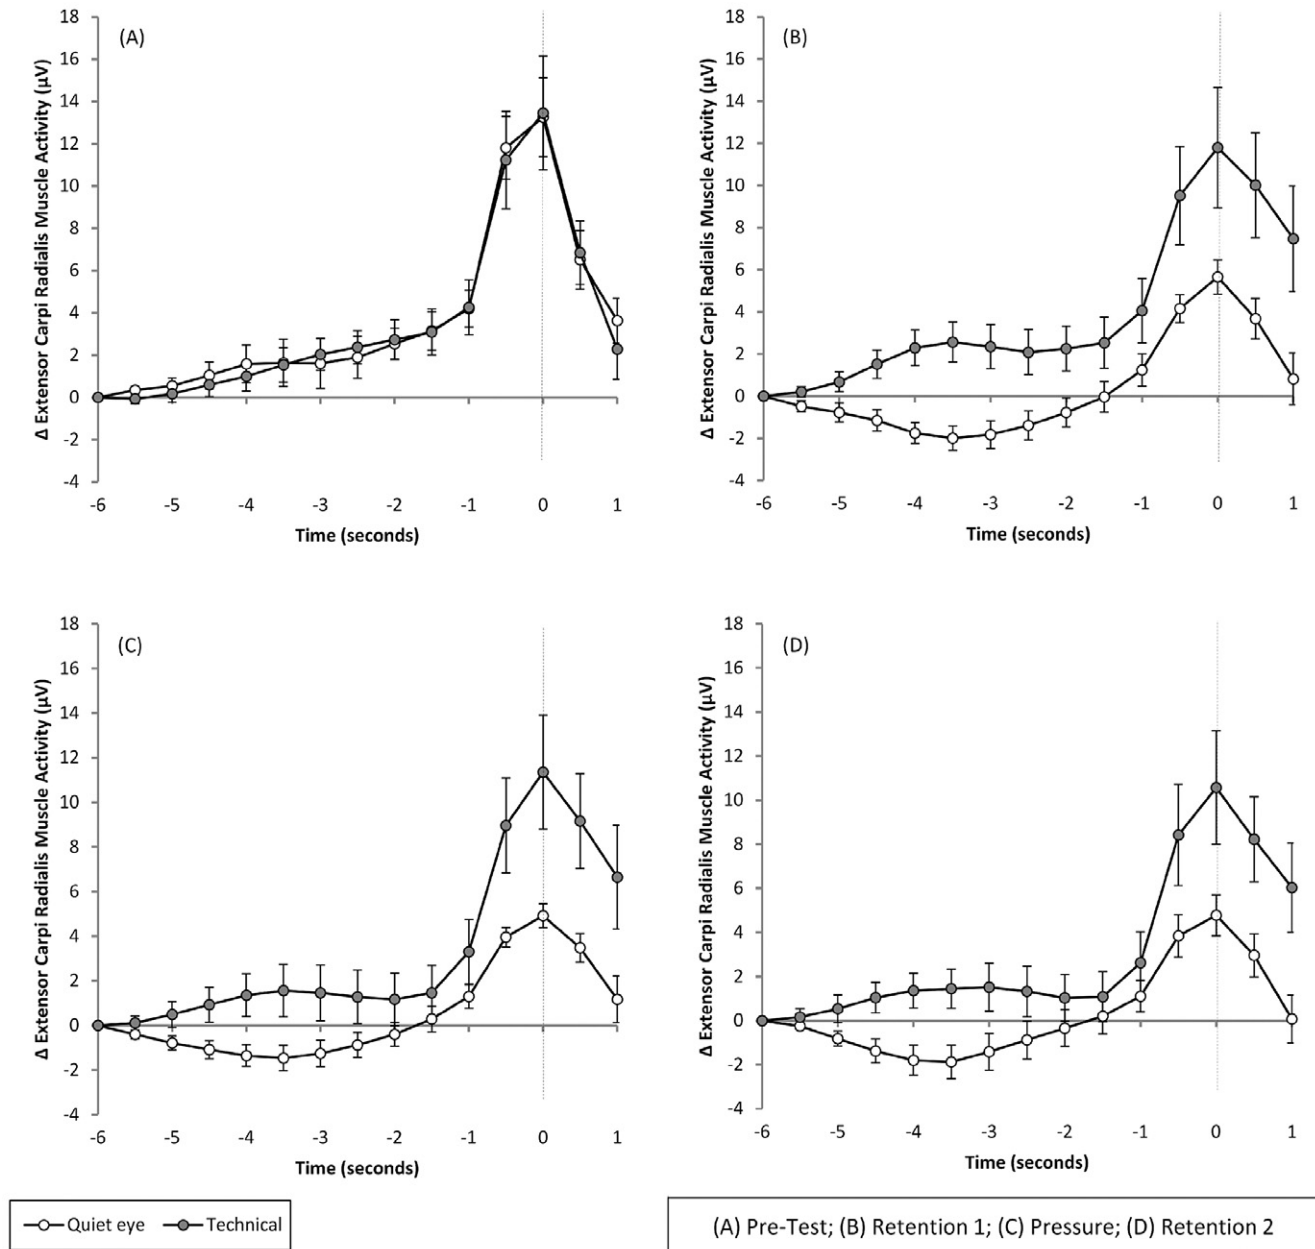 (A)
Δ Extensor Carpi Radialis Muscle Activity (µV)
18
16
14
12
10
8
6
4
2
0
-2
-4
-6 -5 -4 -3 -2 -1 0 1
Time (seconds)
(B)
Δ Extensor Carpi Radialis Muscle Activity (µV)
18
16
14
12
10
8
6
4
2
0
-2
-4
-6 -5 -4 -3 -2 -1 0 1
Time (seconds)
(C)
Δ Extensor Carpi Radialis Muscle Activity (µV)
18
16
14
12
10
8
6
4
2
0
-2
-4
-6 -5 -4 -3 -2 -1 0 1
Time (seconds)
(D)
Δ Extensor Carpi Radialis Muscle Activity (µV)
18
16
14
12
10
8
6
4
2
0
-2
-4
-6 -5 -4 -3 -2 -1 0 1
Time (seconds)
Quiet eye Technical
(A) Pre-Test; (B) Retention 1; (C) Pressure; (D) Retention 2